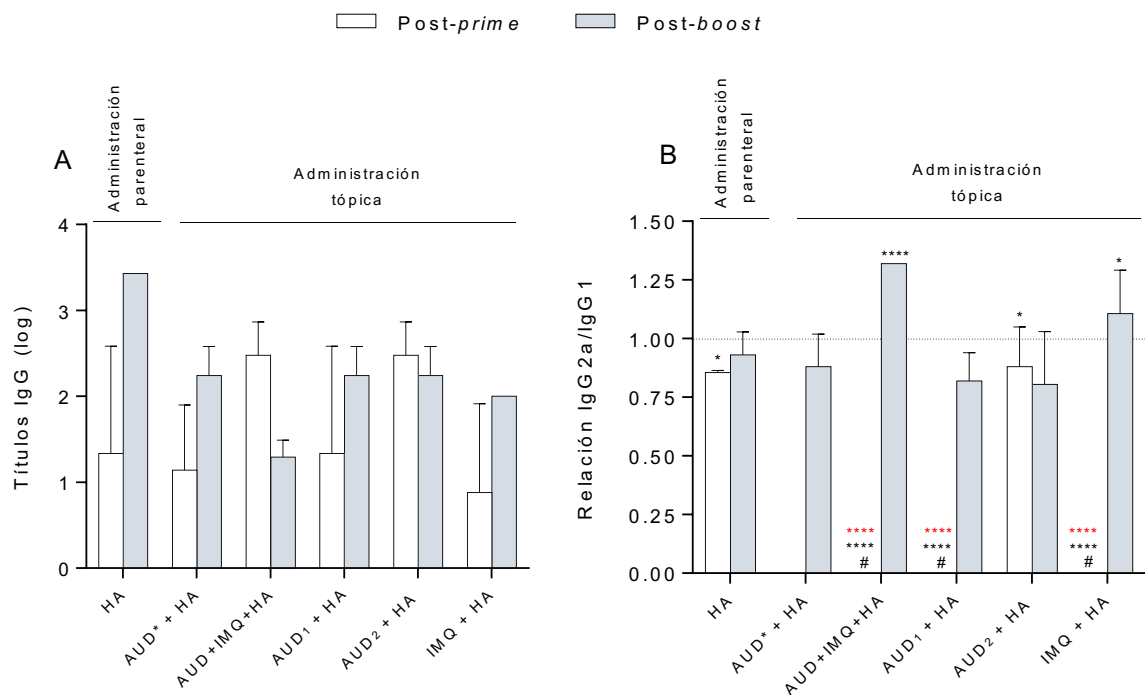 Post-prime
Post-boost
A
Administración
parenteral
Administración
tópica
Títulos IgG (log)
4
3
2
1
0
HA
AUD* + HA
AUD+IMQ+HA
AUD₁ + HA
AUD₂ + HA
IMQ + HA
B
Administración
parenteral
Administración
tópica
Relación IgG2a/IgG1
1.50
1.25
1.00
0.75
0.50
0.25
0.00
*
****
****
#
****
****
****
#
*
****
****
#
*
HA
AUD* + HA
AUD+IMQ+HA
AUD₁ + HA
AUD₂ + HA
IMQ + HA